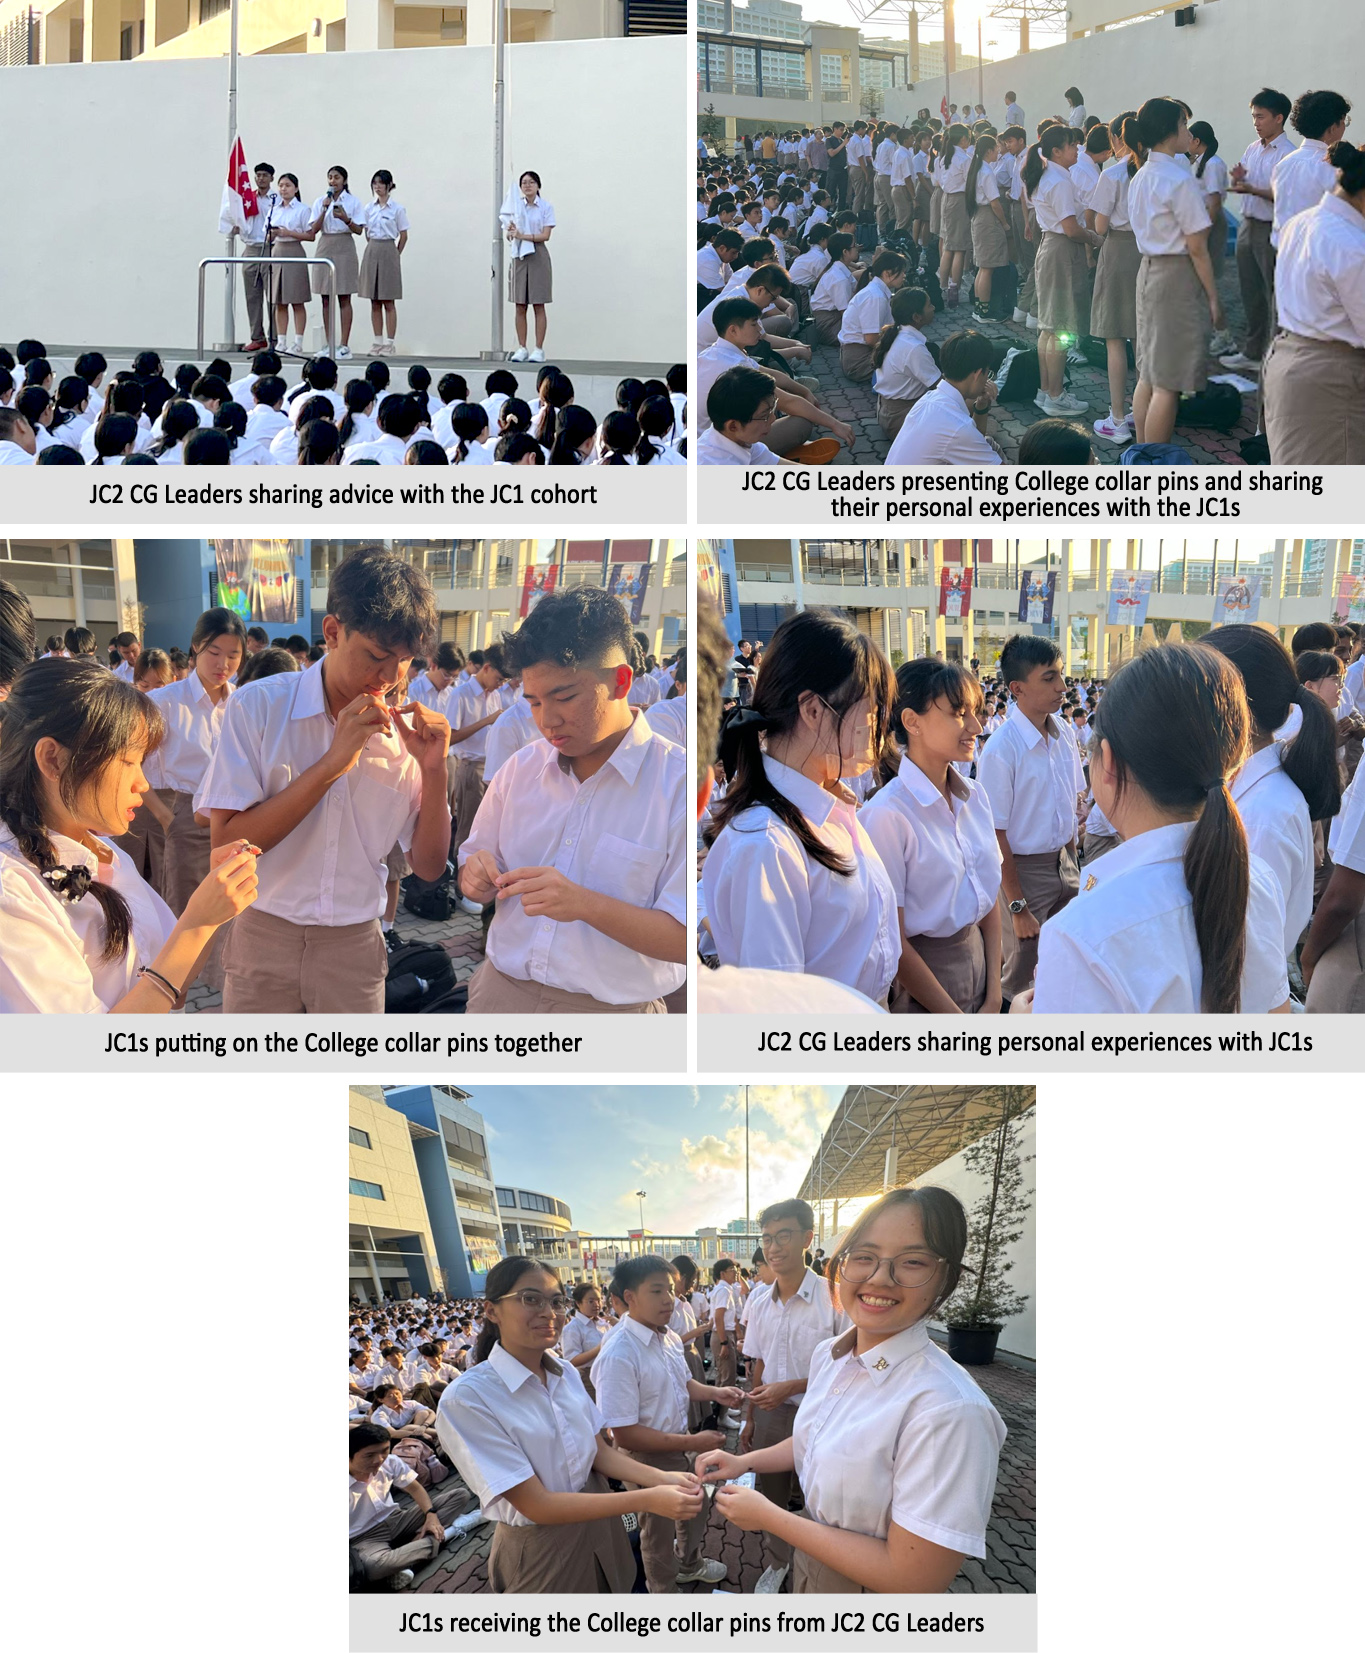 JC2 CG Leaders sharing advice with the JC1 cohort
JC2 CG Leaders presenting College collar pins and sharing
their personal experiences with the JC1s
JC1s putting on the College collar pins together
JC2 CG Leaders sharing personal experiences with JC1s
JC1s receiving the College collar pins from JC2 CG Leaders